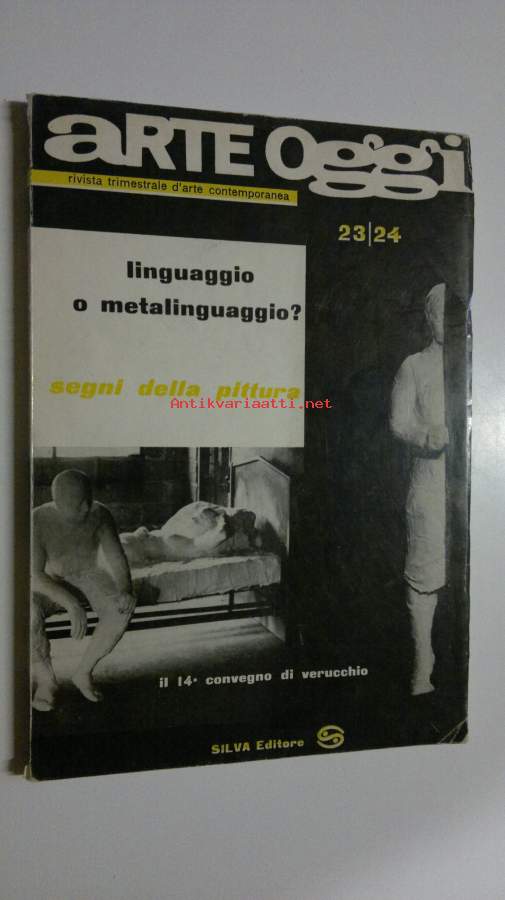 aRTE Oggi
rivista trimestrale d'arte contemporanea
23|24
linguaggio
o metalinguaggio?
segni della pittura
Antikvariaatti.net
il 14° convegno di verucchio
SILVA Editore